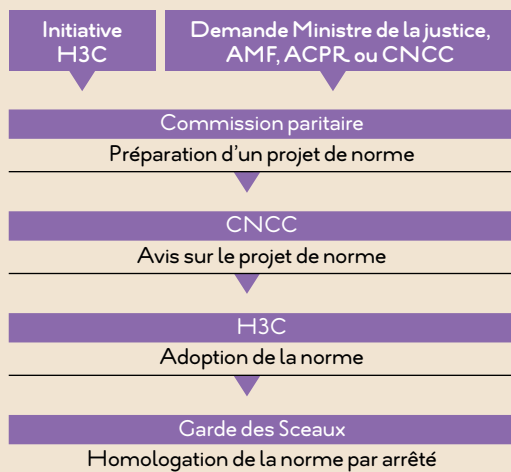 Initiative
H3C
Demande Ministre de la justice,
AMF, ACPR ou CNCC
Commission paritaire
Préparation d'un projet de norme
CNCC
Avis sur le projet de norme
H3C
Adoption de la norme
Garde des Sceaux
Homologation de la norme par arrêté